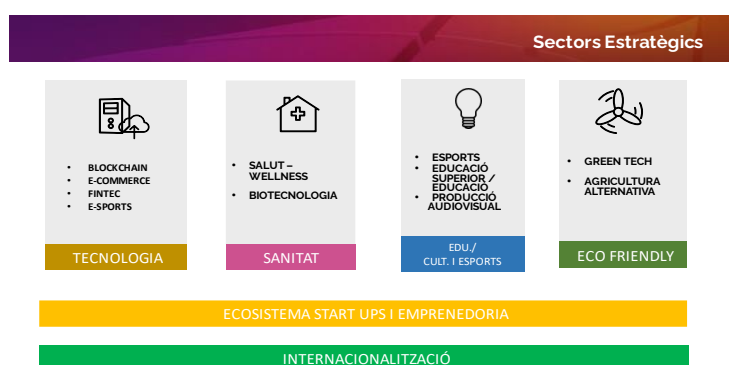 Sectors Estratègics
• BLOCKCHAIN
• E-COMMERCE
• FINTEC
• E-SPORTS
TECNOLOGIA
• SALUT –
WELLNESS
• BIOTECNOLOGIA
SANITAT
• ESPORTS
• EDUCACIÓ
SUPERIOR /
EDUCACIÓ
• PRODUCCIÓ
AUDIOVISUAL
EDU./
CULT. I ESPORTS
• GREEN TECH
• AGRICULTURA
ALTERNATIVA
ECO FRIENDLY
ECOSISTEMA START UPS I EMPRENEDORIA
INTERNACIONALITZACIÓ